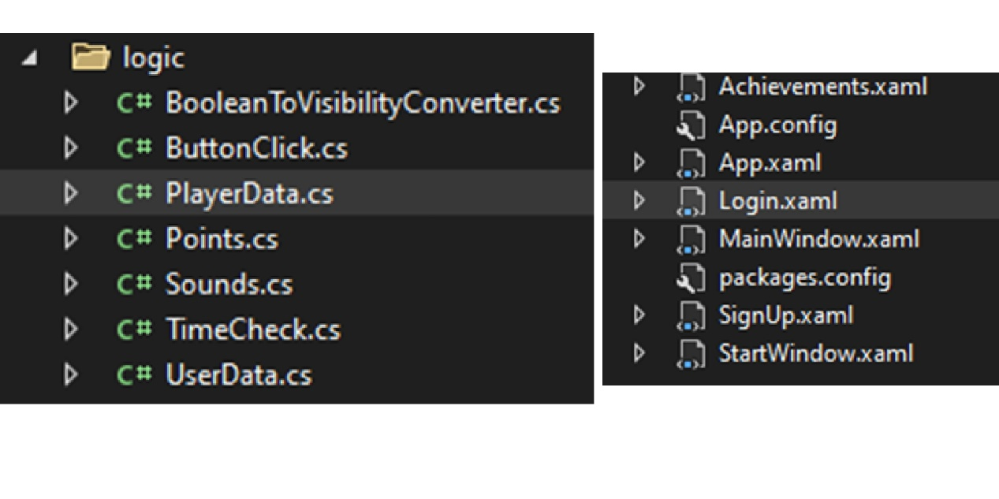 logic
C# BooleanToVisibilityConverter.cs
C# ButtonClick.cs
C# PlayerData.cs
C# Points.cs
C# Sounds.cs
C# TimeCheck.cs
C# UserData.cs
Achievements.xaml
App.config
App.xaml
Login.xaml
MainWindow.xaml
packages.config
SignUp.xaml
StartWindow.xaml